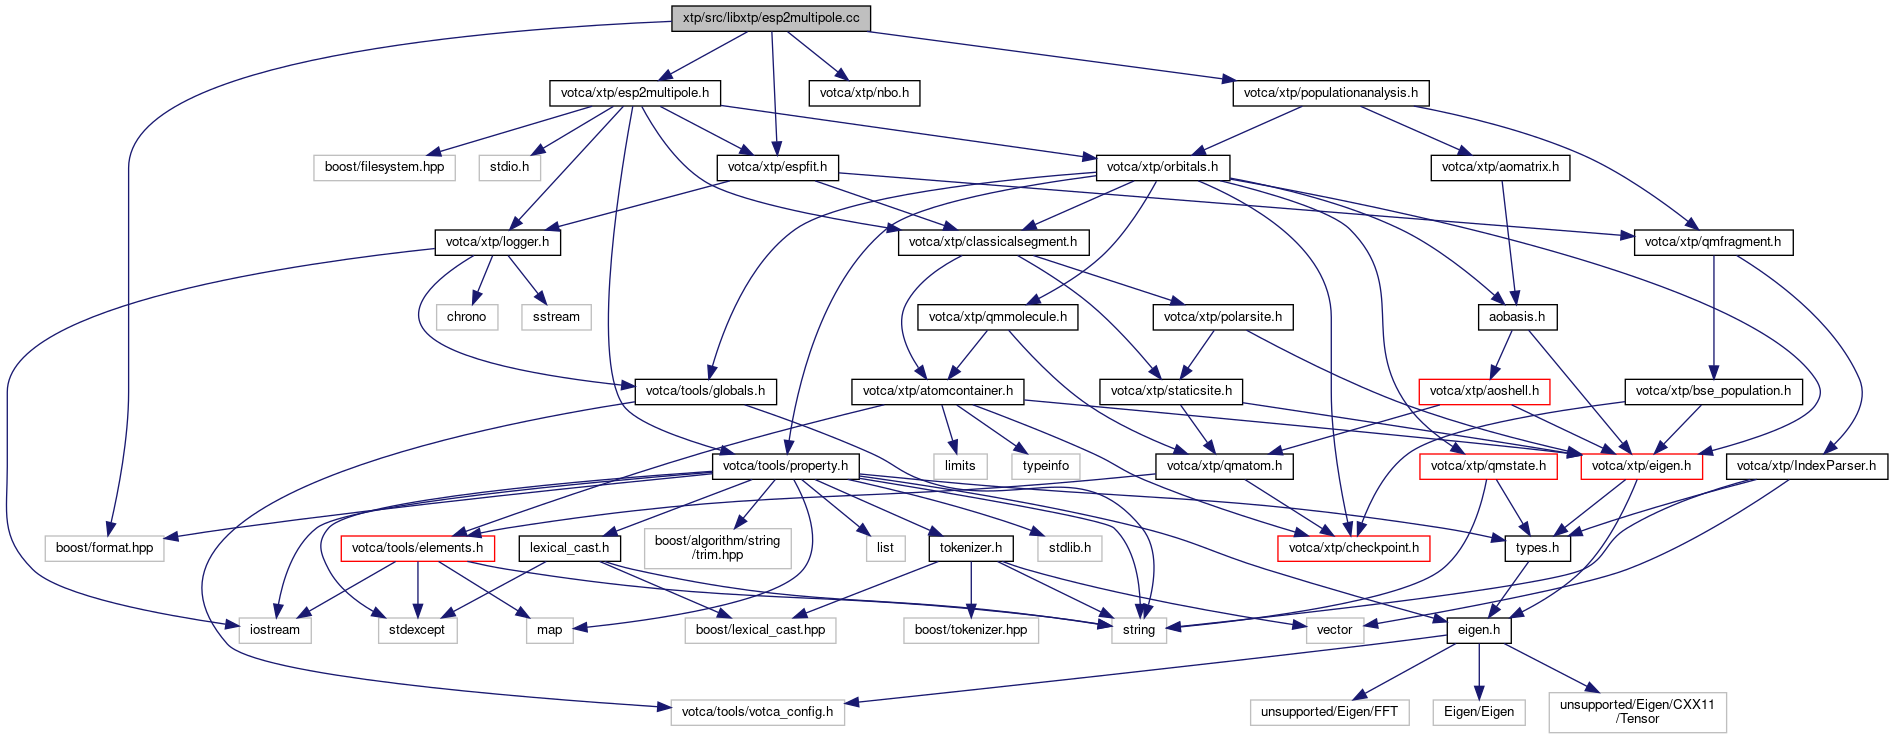 xtp/src/libxtp/esp2multipole.cc
votca/xtp/esp2multipole.h
votca/xtp/nbo.h
votca/xtp/populationanalysis.h
boost/filesystem.hpp
stdio.h
votca/xtp/espfit.h
votca/xtp/orbitals.h
votca/xtp/aomatrix.h
votca/xtp/logger.h
votca/xtp/classicalsegment.h
votca/xtp/qmfragment.h
chrono
sstream
votca/xtp/qmmolecule.h
votca/xtp/polarsite.h
aobasis.h
votca/tools/globals.h
votca/xtp/atomcontainer.h
votca/xtp/staticsite.h
votca/xtp/aoshell.h
votca/xtp/bse_population.h
votca/tools/property.h
limits
typeinfo
votca/xtp/qmatom.h
votca/xtp/qmstate.h
votca/xtp/eigen.h
votca/xtp/IndexParser.h
boost/format.hpp
votca/tools/elements.h
lexical_cast.h
boost/algorithm/string
/trim.hpp
list
tokenizer.h
stdlib.h
votca/xtp/checkpoint.h
types.h
iostream
stdexcept
map
boost/lexical_cast.hpp
boost/tokenizer.hpp
string
vector
eigen.h
votca/tools/votca_config.h
unsupported/Eigen/FFT
Eigen/Eigen
unsupported/Eigen/CXX11
/Tensor